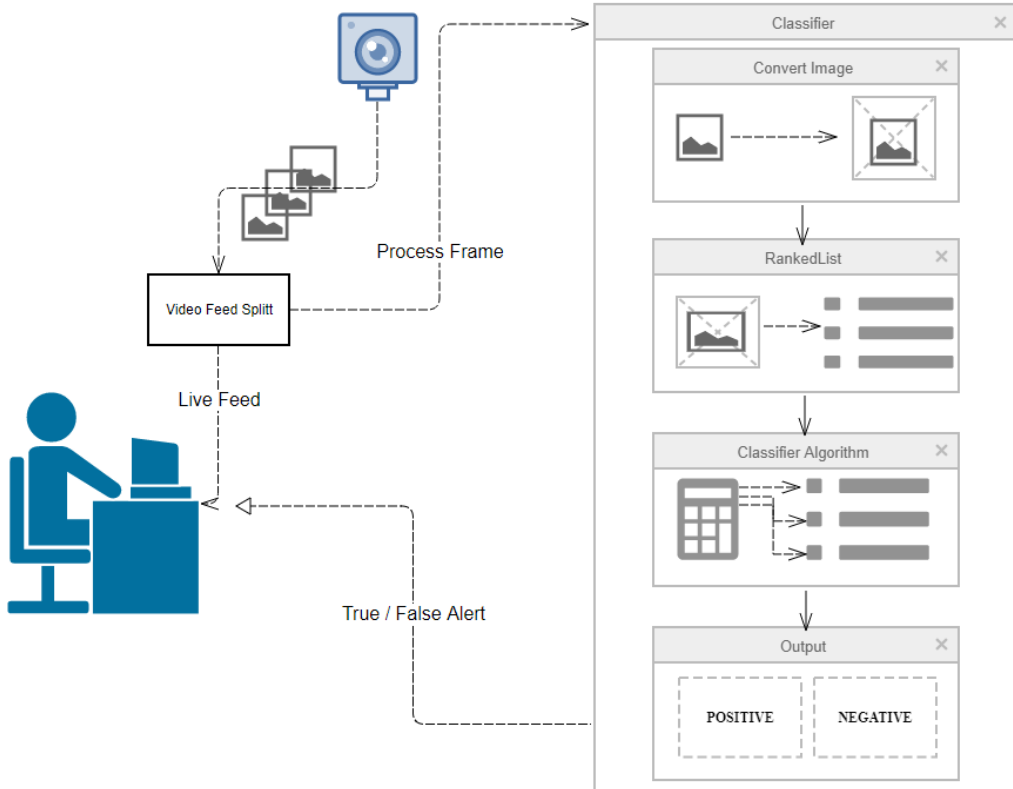 Classifier
Convert Image
Process Frame
RankedList
Video Feed Splitt
Live Feed
Classifier Algorithm
True / False Alert
Output
POSITIVE
NEGATIVE